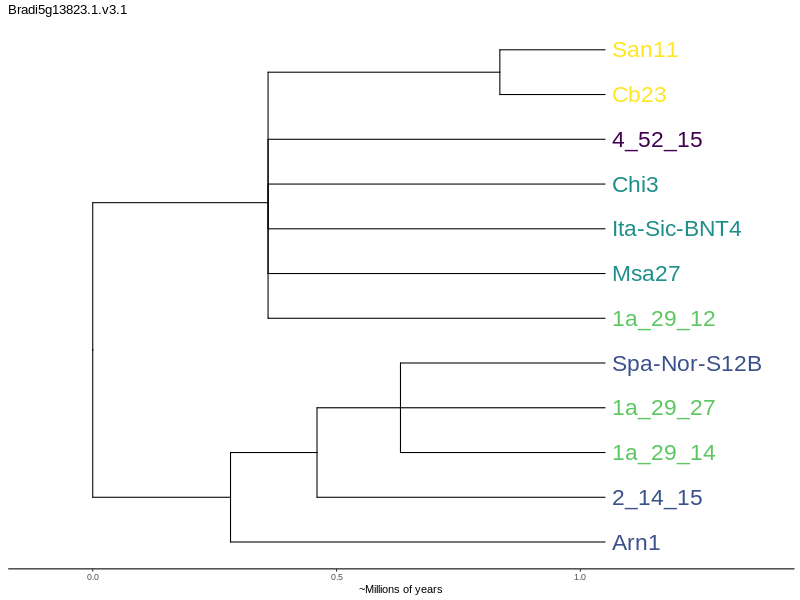 Bradi5g13823.1.v3.1
San11
Cb23
4_52_15
Chi3
Ita-Sic-BNT4
Msa27
1a_29_12
Spa-Nor-S12B
1a_29_27
1a_29_14
2_14_15
Arn1
0.0 0.5 1.0
~Millions of years